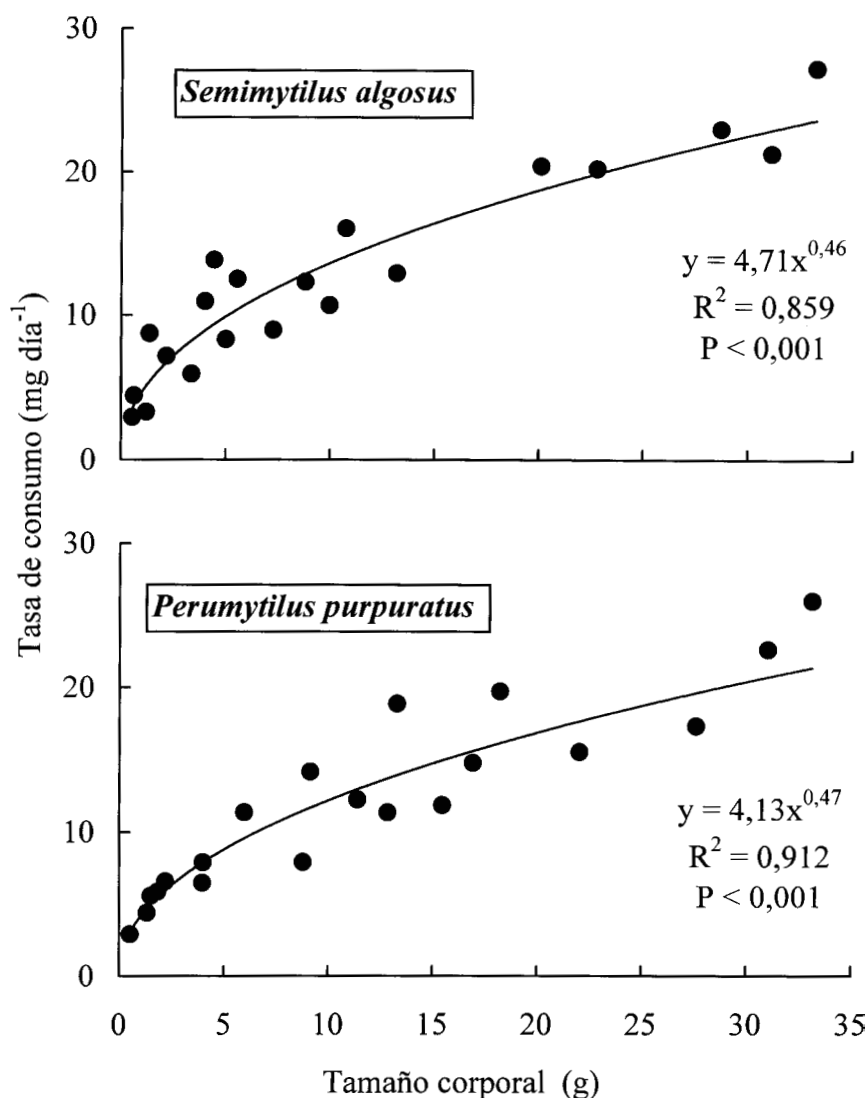 Tasa de consumo (mg día⁻¹)
30
20
10
0
Semimytilus algosus
y = 4,71x^0,46
R² = 0,859
P < 0,001
30
20
10
0
Perumytilus purpuratus
y = 4,13x^0,47
R² = 0,912
P < 0,001
0 5 10 15 20 25 30 35
Tamaño corporal (g)